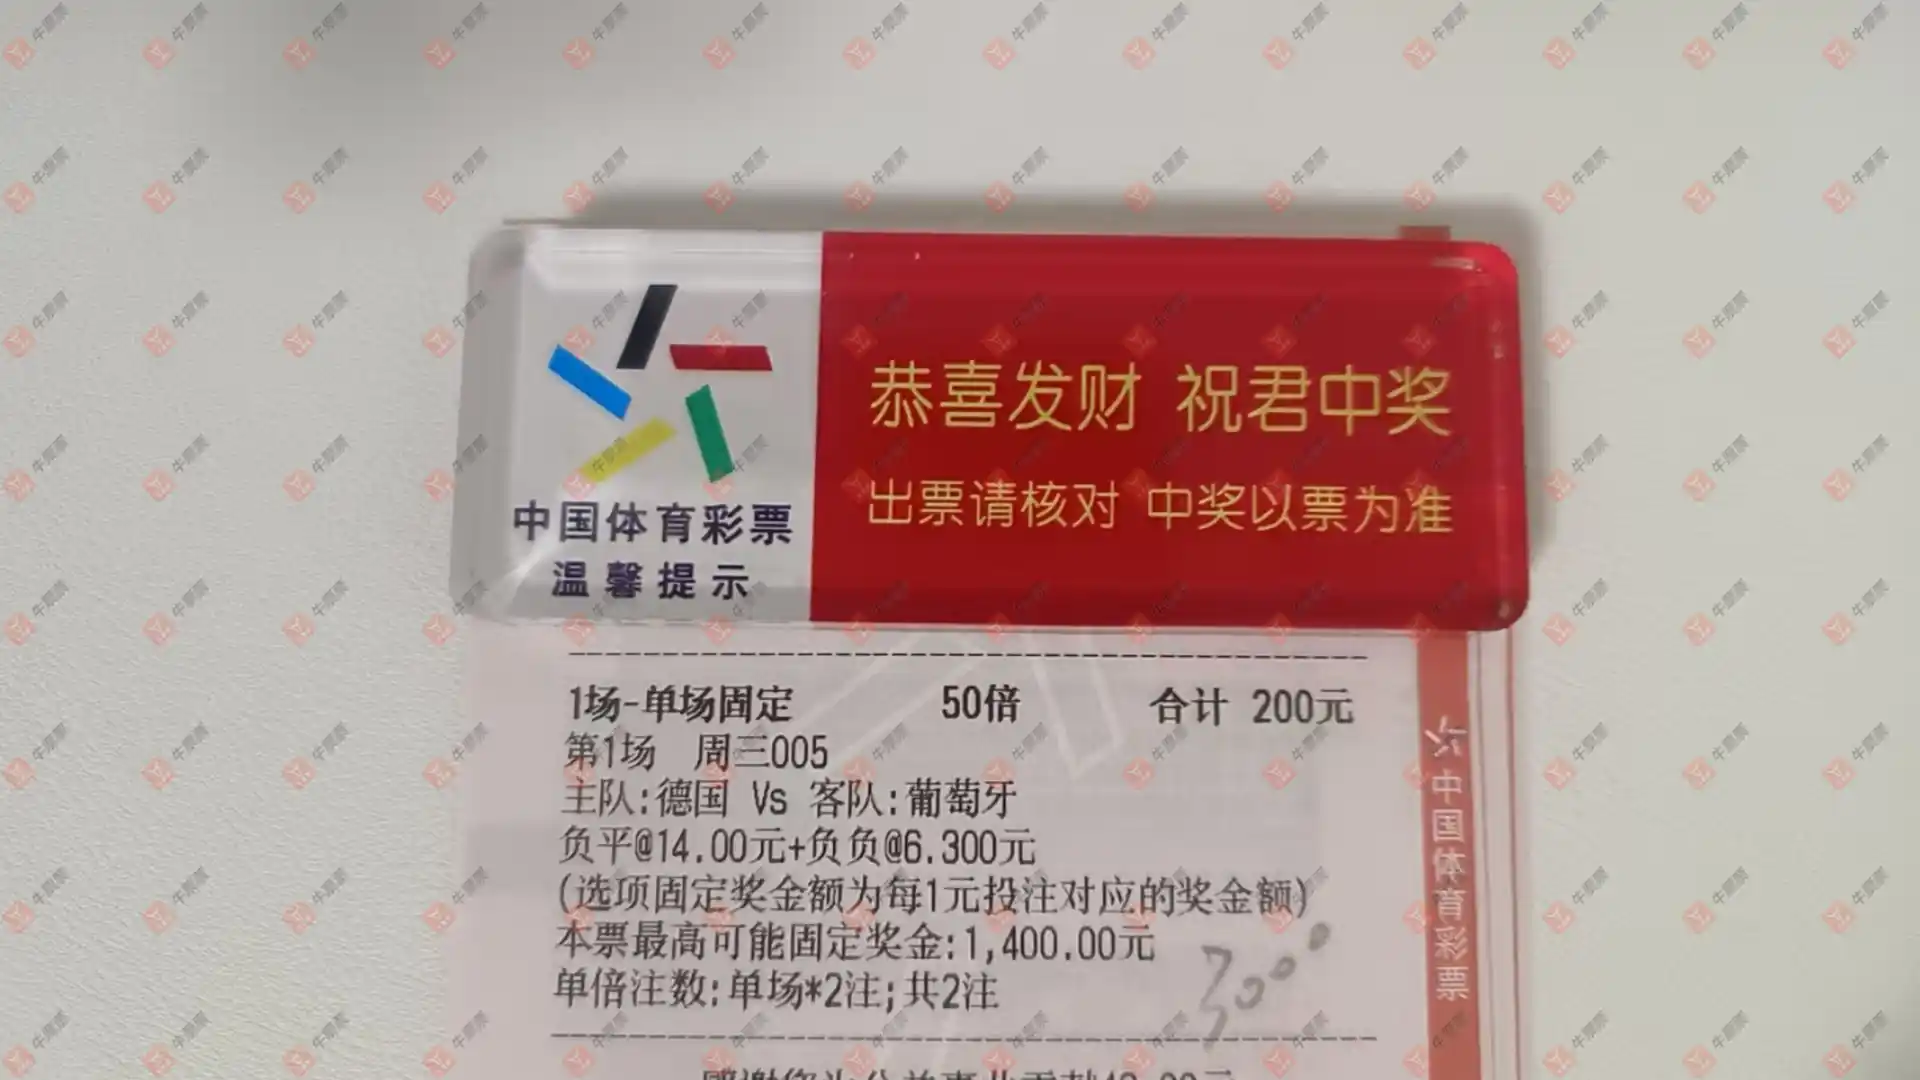 恭喜发财 祝君中奖
出票请核对 中奖以票为准
中国体育彩票
温馨提示
1场-单场固定 50倍 合计 200元
第1场 周三005
主队:德国 Vs 客队:葡萄牙
负平@14.00元+负负@6.300元
(选项固定奖金额为每1元投注对应的奖金额)
本票最高可能固定奖金:1,400.00元
单倍注数:单场*2注;共2注
300
中国体育彩票